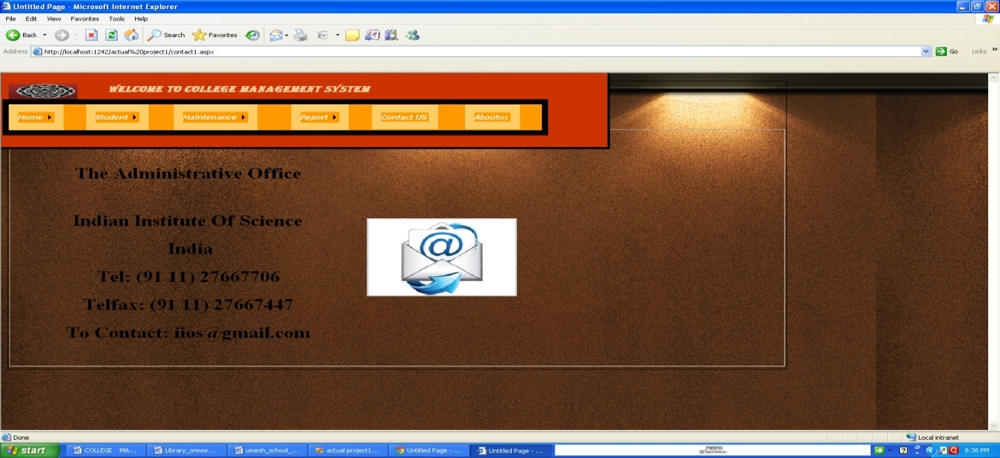 Untitled Page - Microsoft Internet Explorer
File Edit View Favorites Tools Help
Back Search Favorites
Address http://localhost:1242/actual%20project1/contact1.aspx Go Links »
WELCOME TO COLLEGE MANAGEMENT SYSTEM
Home Student Maintenance Report Contact US Aboutus
The Administrative Office
Indian Institute Of Science
India
Tel: (91 11) 27667706
Telfax: (91 11) 27667447
To Contact: iios@gmail.com
@
Done Local intranet
start COLLEGE MA... Library_onwor... umesh_school_... actual project1... Untitled Page - ... Untitled Page - ... nero SEARCH 8:38 PM